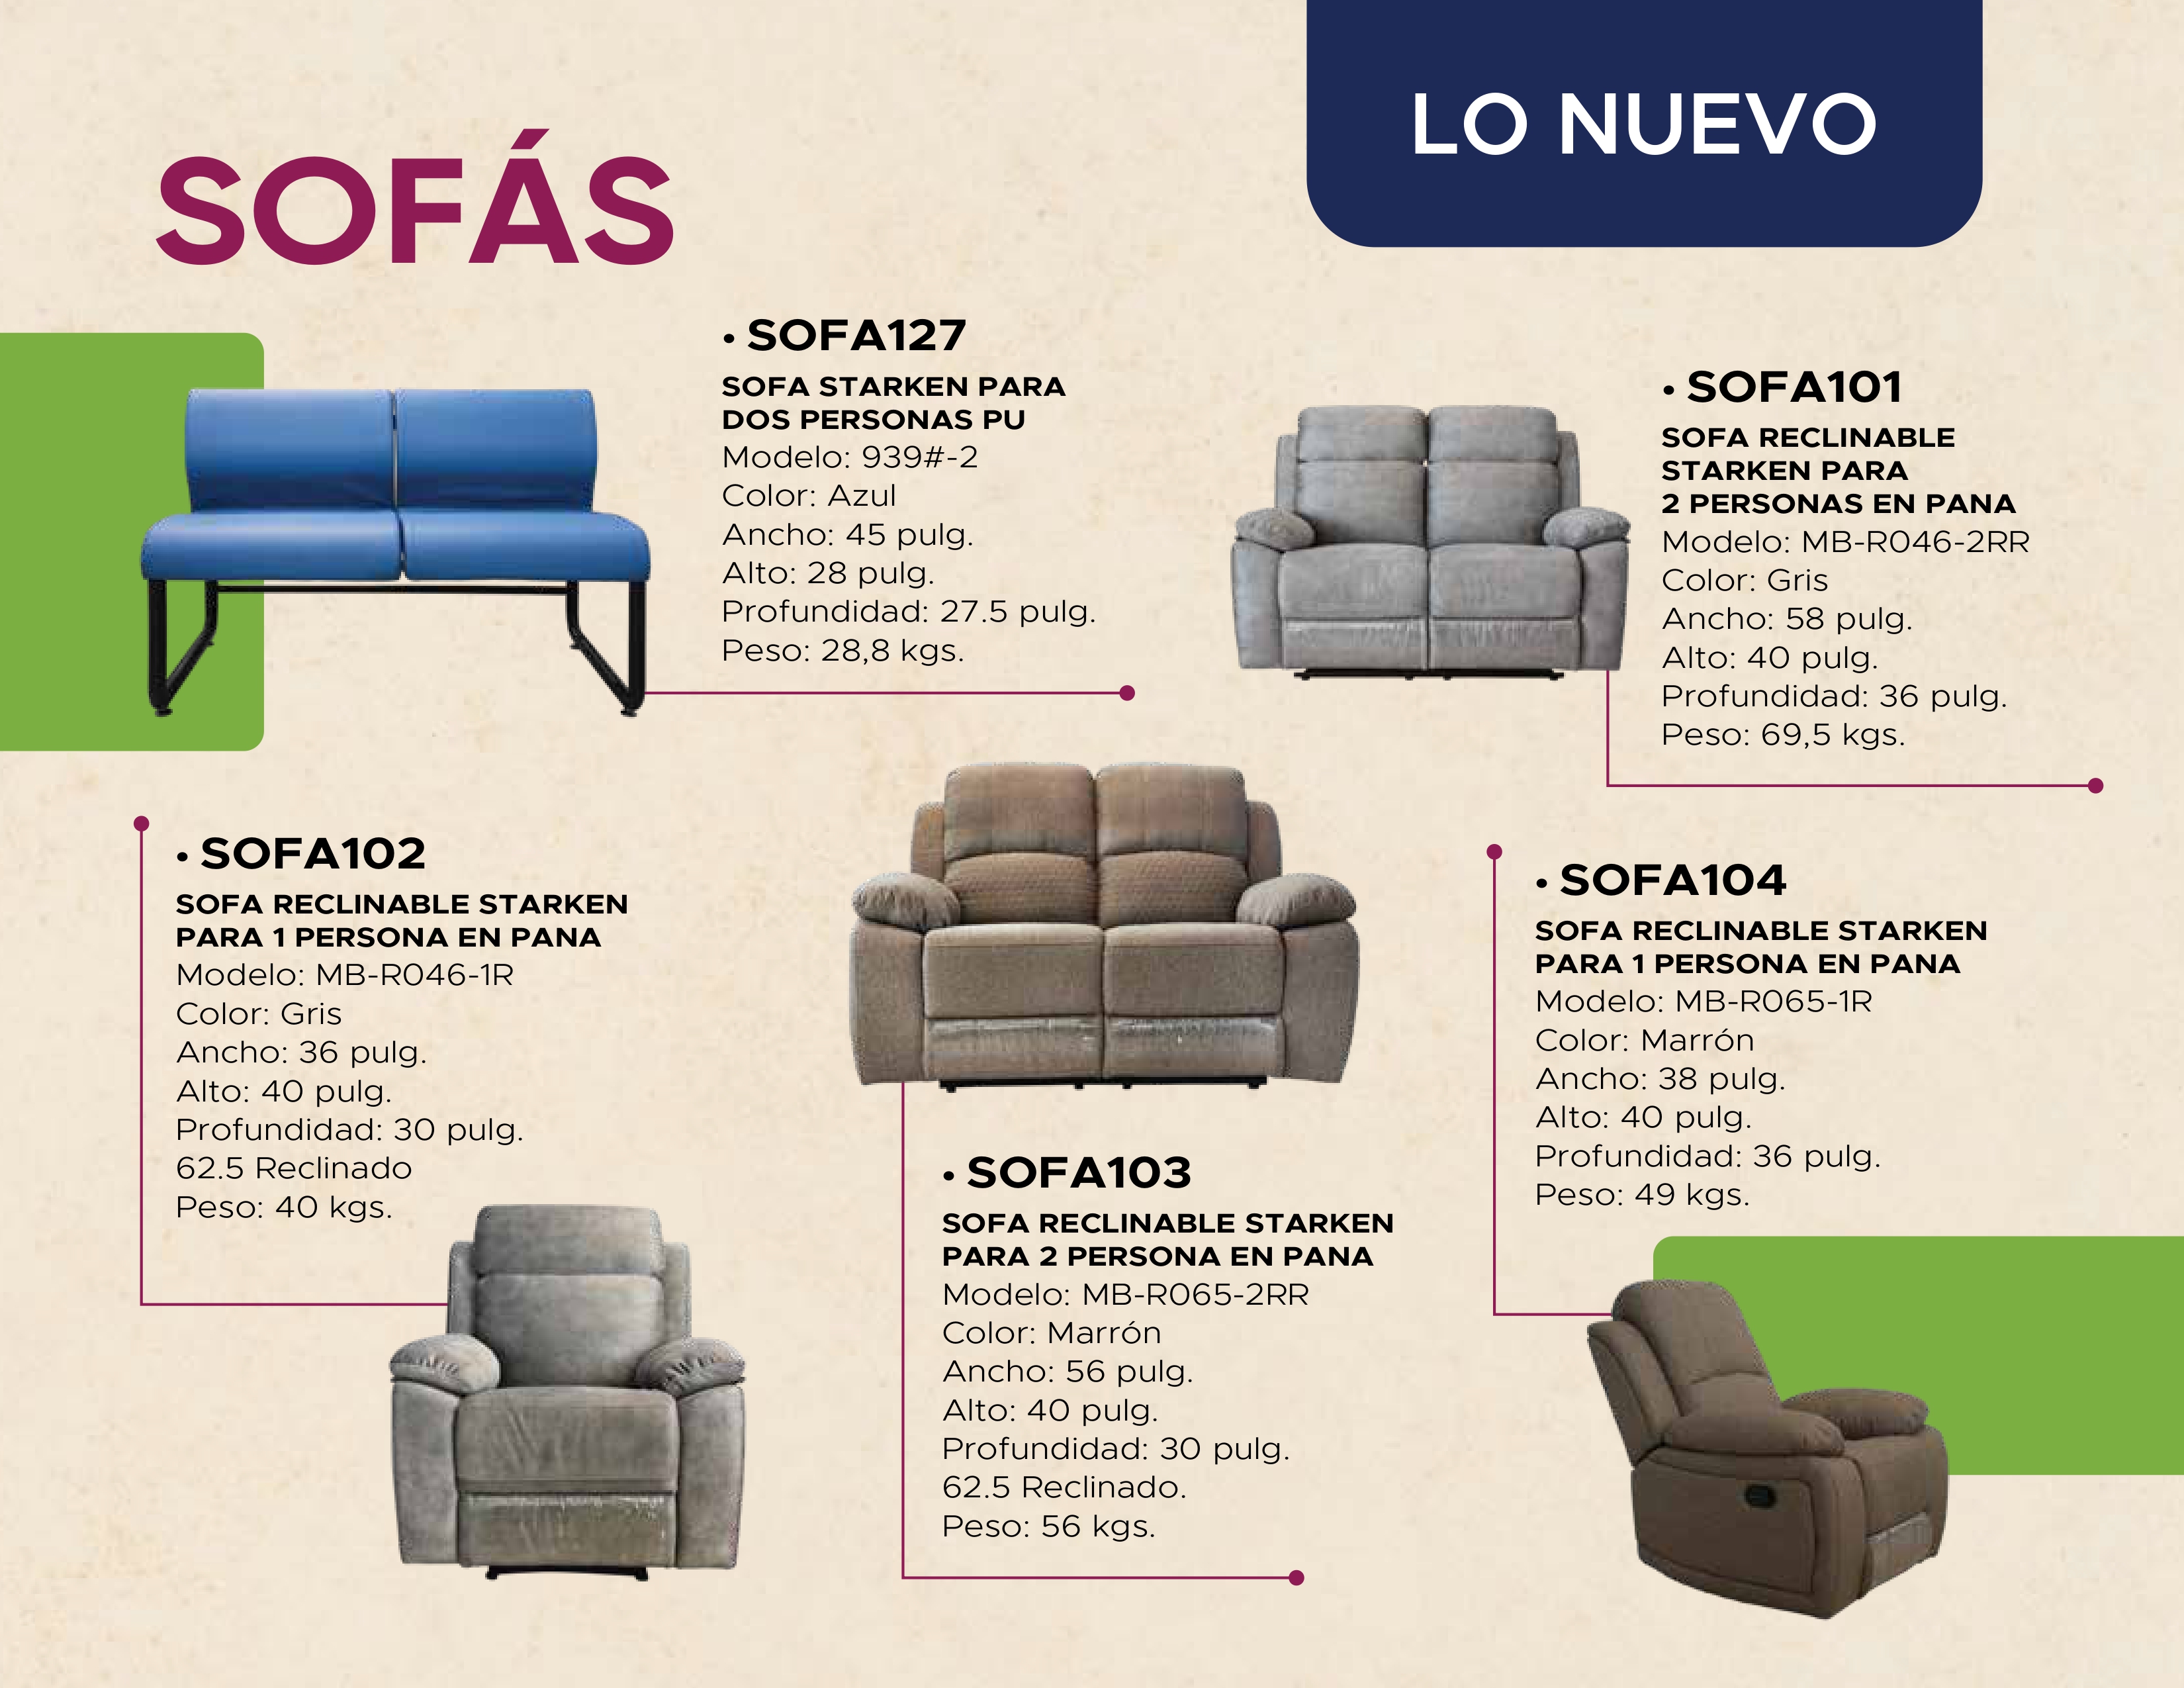 SOFÁS
LO NUEVO
• SOFA127
SOFA STARKEN PARA
DOS PERSONAS PU
Modelo: 939#-2
Color: Azul
Ancho: 45 pulg.
Alto: 28 pulg.
Profundidad: 27.5 pulg.
Peso: 28,8 kgs.
• SOFA101
SOFA RECLINABLE
STARKEN PARA
2 PERSONAS EN PANA
Modelo: MB-R046-2RR
Color: Gris
Ancho: 58 pulg.
Alto: 40 pulg.
Profundidad: 36 pulg.
Peso: 69,5 kgs.
• SOFA102
SOFA RECLINABLE STARKEN
PARA 1 PERSONA EN PANA
Modelo: MB-R046-1R
Color: Gris
Ancho: 36 pulg.
Alto: 40 pulg.
Profundidad: 30 pulg.
62.5 Reclinado
Peso: 40 kgs.
• SOFA103
SOFA RECLINABLE STARKEN
PARA 2 PERSONA EN PANA
Modelo: MB-R065-2RR
Color: Marrón
Ancho: 56 pulg.
Alto: 40 pulg.
Profundidad: 30 pulg.
62.5 Reclinado.
Peso: 56 kgs.
• SOFA104
SOFA RECLINABLE STARKEN
PARA 1 PERSONA EN PANA
Modelo: MB-R065-1R
Color: Marrón
Ancho: 38 pulg.
Alto: 40 pulg.
Profundidad: 36 pulg.
Peso: 49 kgs.